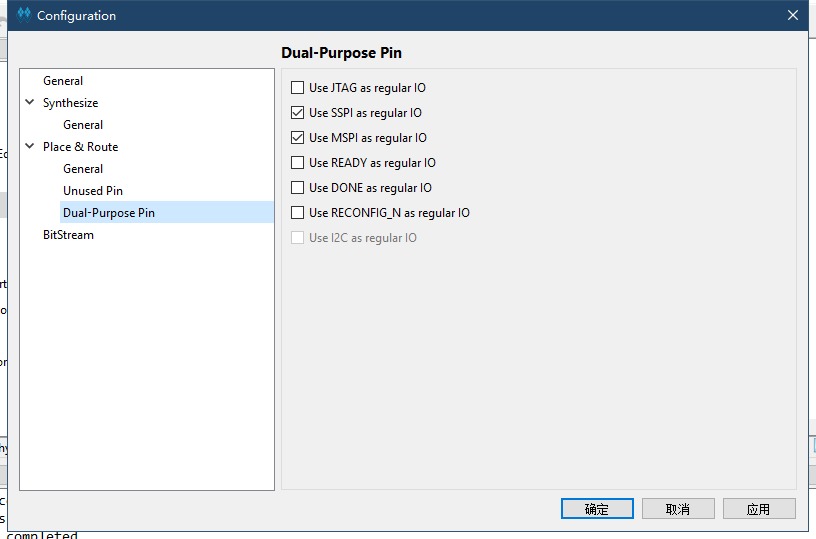 Configuration
Dual-Purpose Pin
General
Synthesize
General
Place & Route
General
Unused Pin
Dual-Purpose Pin
BitStream
Use JTAG as regular IO
Use SSPI as regular IO
Use MSPI as regular IO
Use READY as regular IO
Use DONE as regular IO
Use RECONFIG_N as regular IO
Use I2C as regular IO
确定
取消
应用
completed